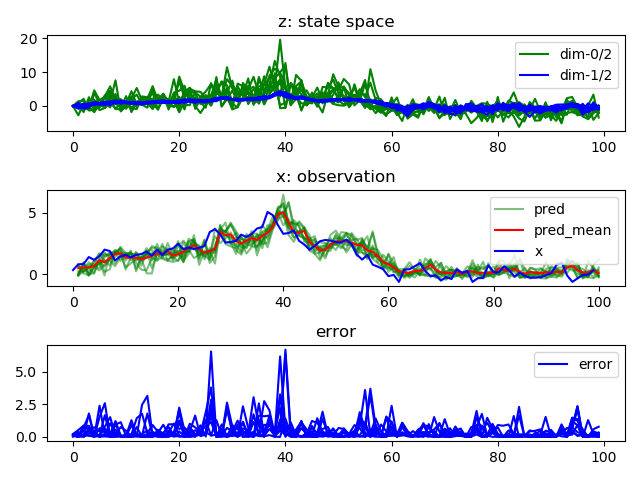 z: state space
20
10
0
dim-0/2
dim-1/2
0 20 40 60 80 100
x: observation
5
0
pred
pred_mean
x
0 20 40 60 80 100
error
5.0
2.5
0.0
error
0 20 40 60 80 100